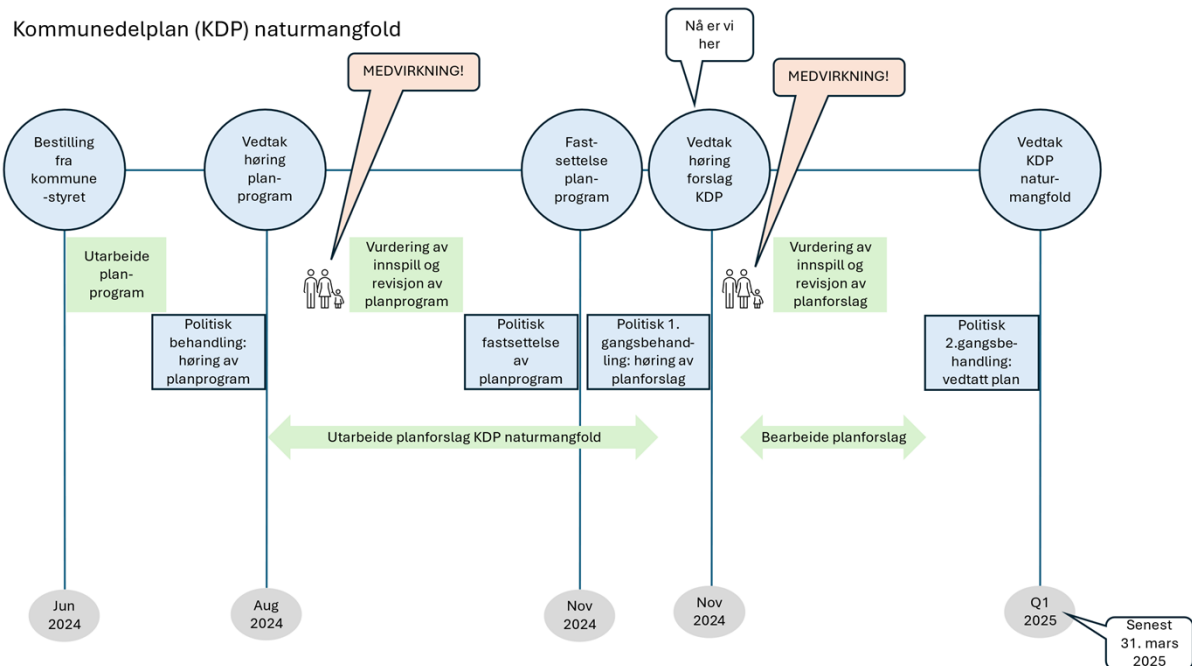 Kommunedelplan (KDP) naturmangfold
Nå er vi
her
MEDVIRKNING!
MEDVIRKNING!
Bestilling
fra
kommune
-styret
Vedtak
høring
plan-
program
Fast-
settelse
plan-
program
Vedtak
høring
forslag
KDP
Vedtak
KDP
natur-
mangfold
Utarbeide
plan-
program
Vurdering av
innspill og
revisjon av
planprogram
Vurdering av
innspill og
revisjon av
planforslag
Politisk
behandling:
høring av
planprogram
Politisk
fastsettelse
av
planprogram
Politisk 1.
gangsbehand-
ling: høring av
planforslag
Politisk
2.gangsbe-
handling:
vedtatt plan
Utarbeide planforslag KDP naturmangfold
Bearbeide planforslag
Jun
2024
Aug
2024
Nov
2024
Nov
2024
Q1
2025
Senest
31. mars
2025